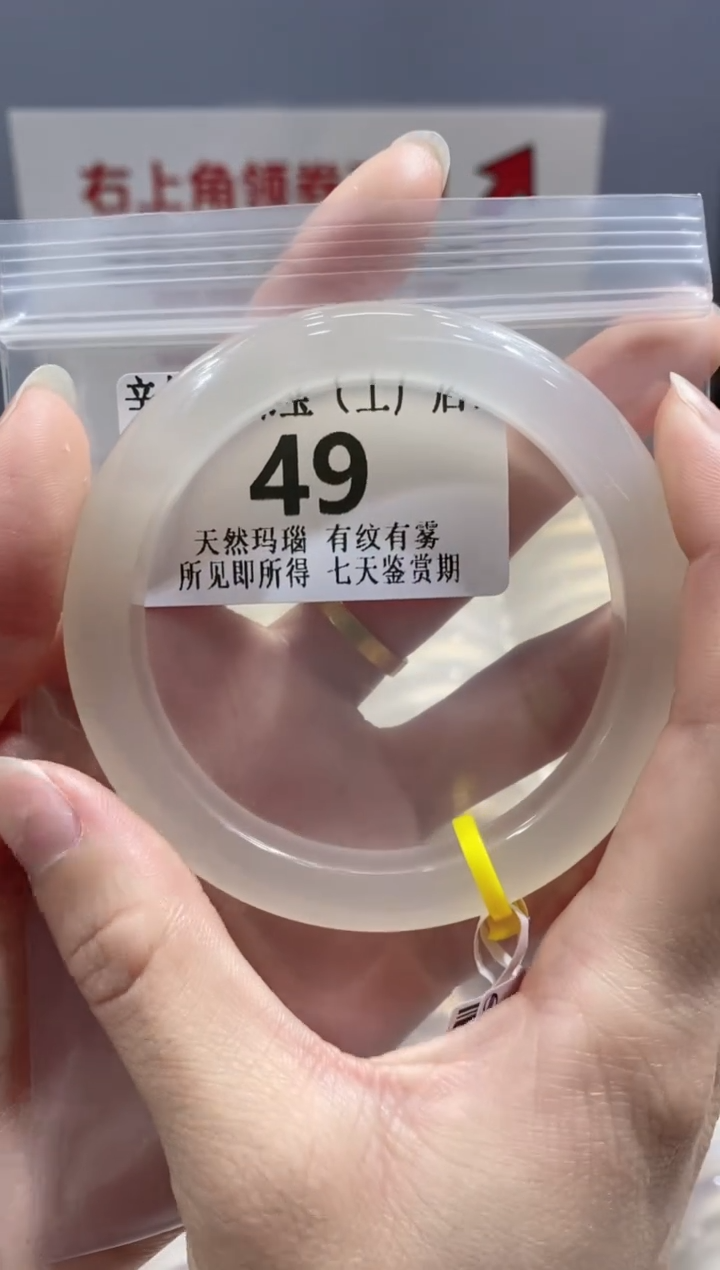 右上角领券
49
天然玛瑙 有纹有雾
所见即所得 七天鉴赏期